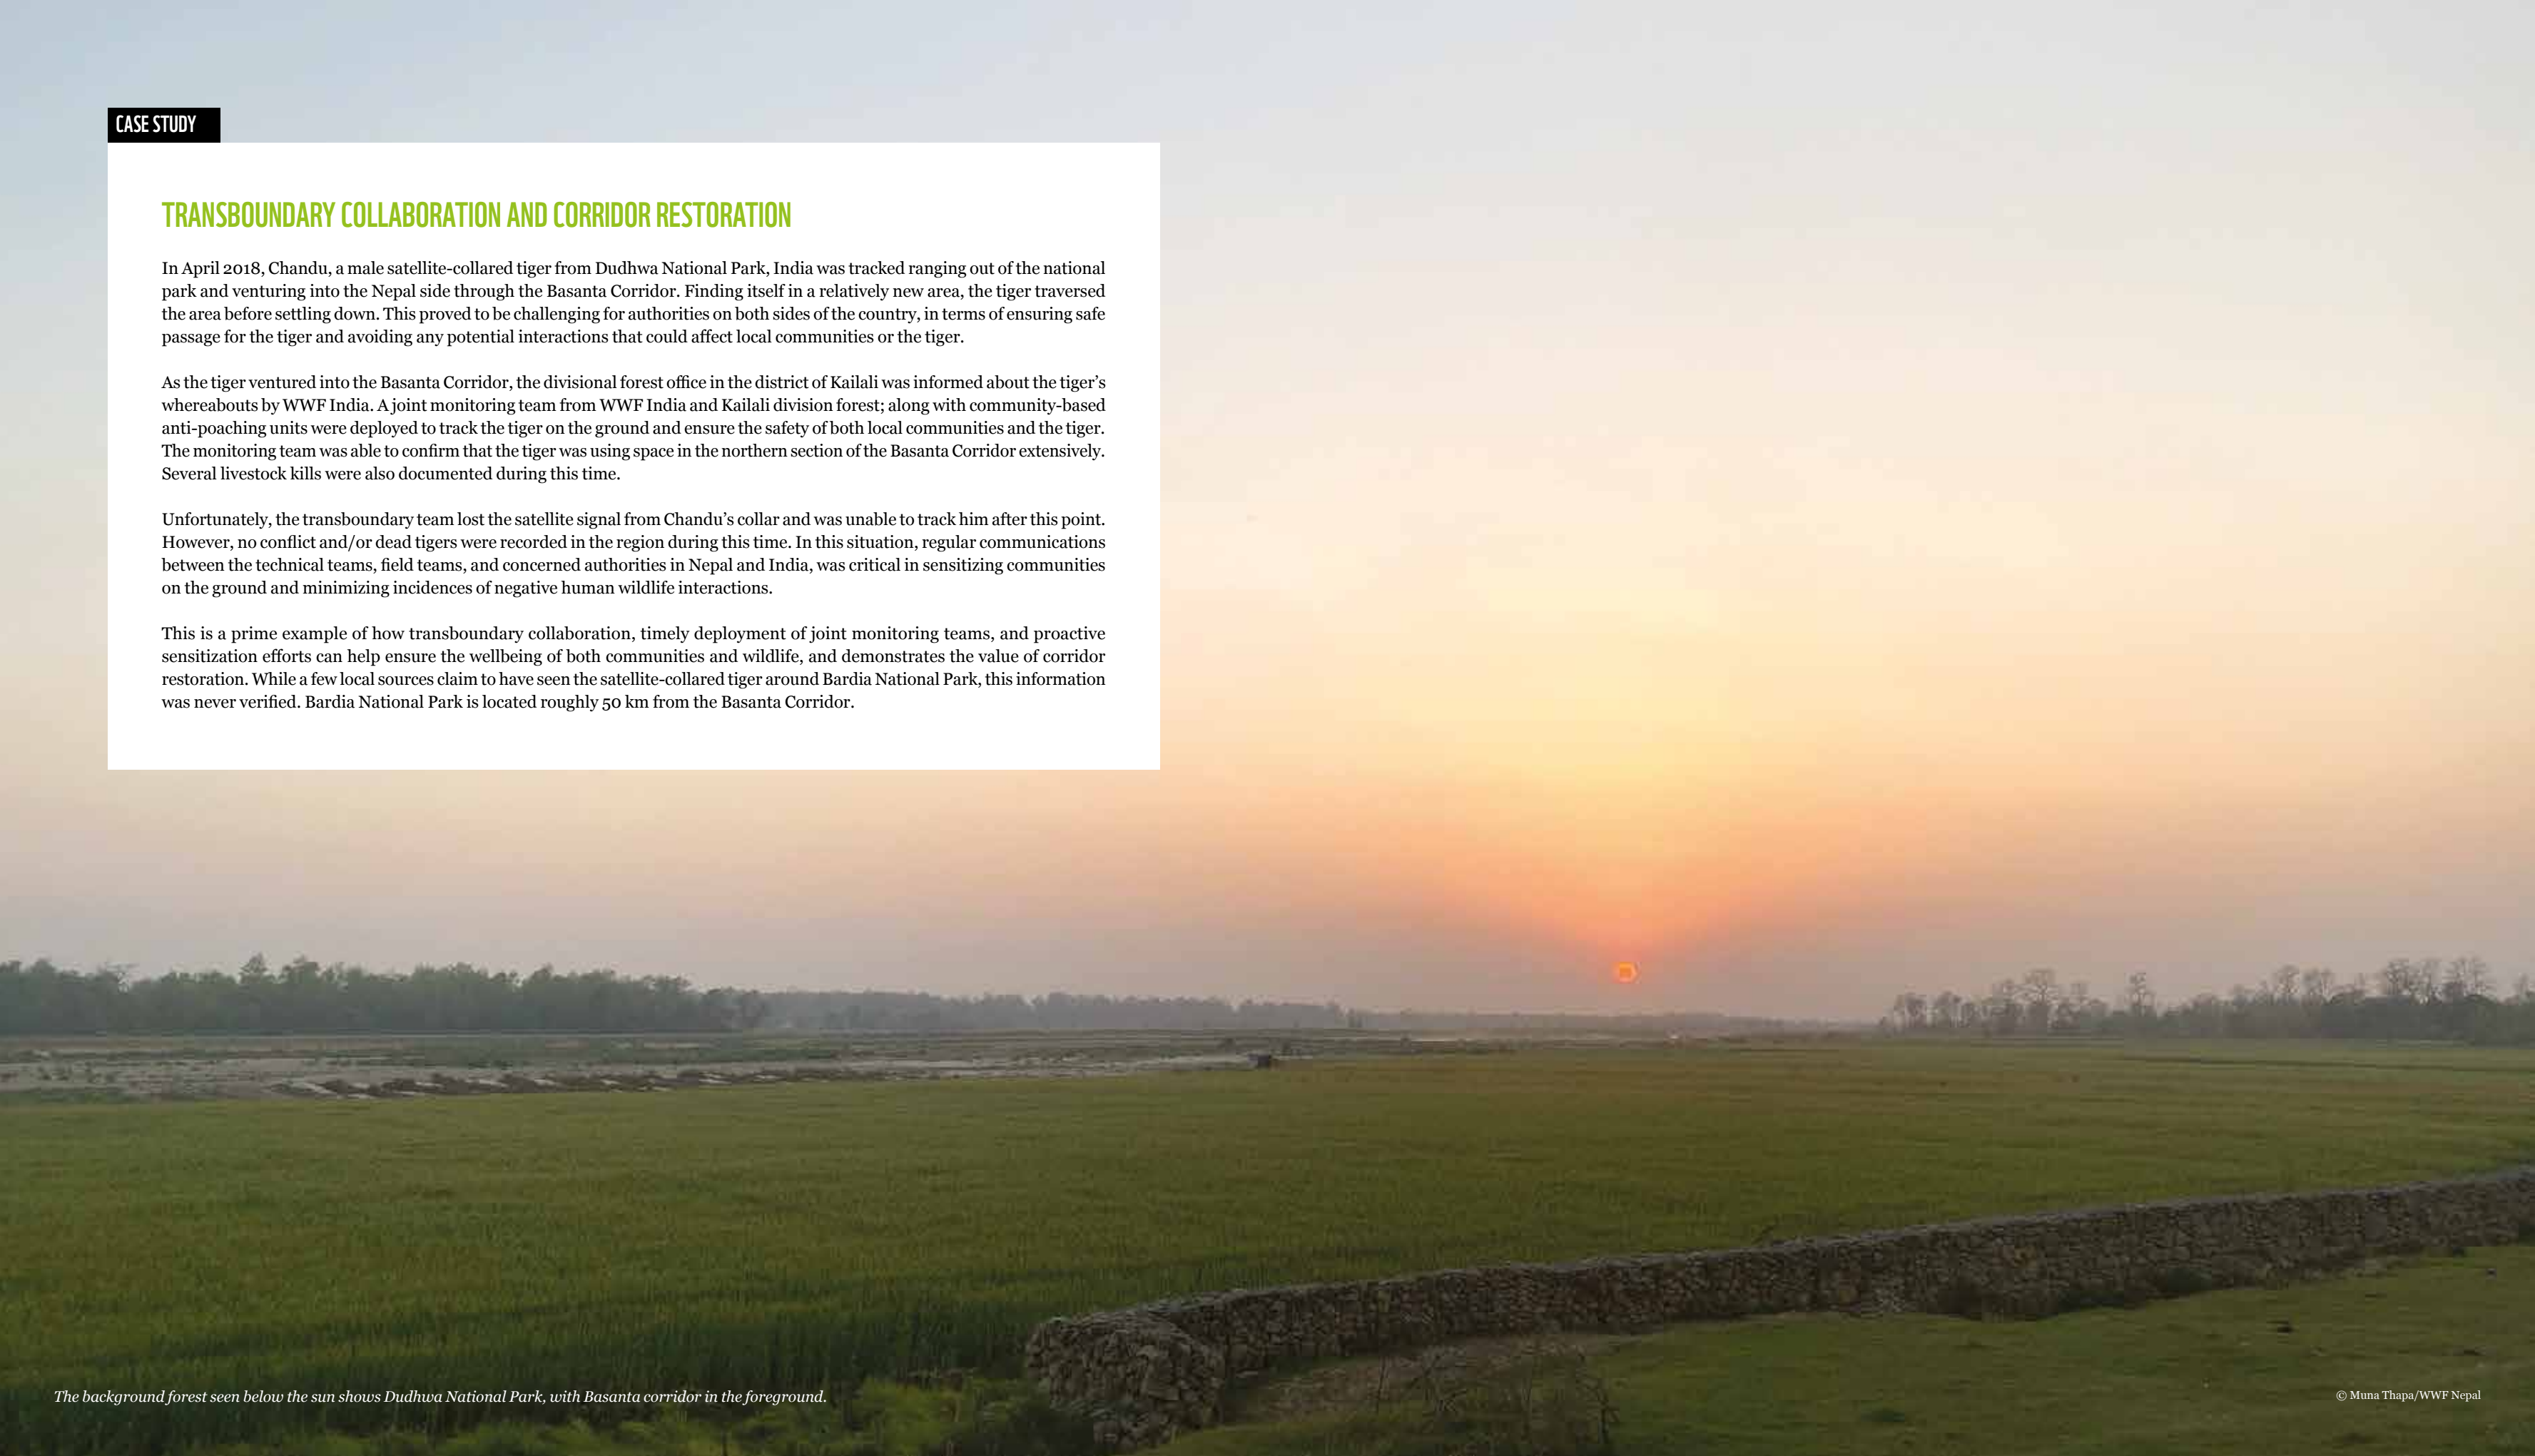 CASE STUDY
TRANSBOUNDARY COLLABORATION AND CORRIDOR RESTORATION
In April 2018, Chandu, a male satellite-collared tiger from Dudhwa National Park, India was tracked ranging out of the national
park and venturing into the Nepal side through the Basanta Corridor. Finding itself in a relatively new area, the tiger traversed
the area before settling down. This proved to be challenging for authorities on both sides of the country, in terms of ensuring safe
passage for the tiger and avoiding any potential interactions that could affect local communities or the tiger.
As the tiger ventured into the Basanta Corridor, the divisional forest office in the district of Kailali was informed about the tiger's
whereabouts by WWF India. A joint monitoring team from WWF India and Kailali division forest; along with community-based
anti-poaching units were deployed to track the tiger on the ground and ensure the safety of both local communities and the tiger.
The monitoring team was able to confirm that the tiger was using space in the northern section of the Basanta Corridor extensively.
Several livestock kills were also documented during this time.
Unfortunately, the transboundary team lost the satellite signal from Chandu's collar and was unable to track him after this point.
However, no conflict and/or dead tigers were recorded in the region during this time. In this situation, regular communications
between the technical teams, field teams, and concerned authorities in Nepal and India, was critical in sensitizing communities
on the ground and minimizing incidences of negative human wildlife interactions.
This is a prime example of how transboundary collaboration, timely deployment of joint monitoring teams, and proactive
sensitization efforts can help ensure the wellbeing of both communities and wildlife, and demonstrates the value of corridor
restoration. While a few local sources claim to have seen the satellite-collared tiger around Bardia National Park, this information
was never verified. Bardia National Park is located roughly 50 km from the Basanta Corridor.
The background forest seen below the sun shows Dudhwa National Park, with Basanta corridor in the foreground.
© Muna Thapa/WWF Nepal